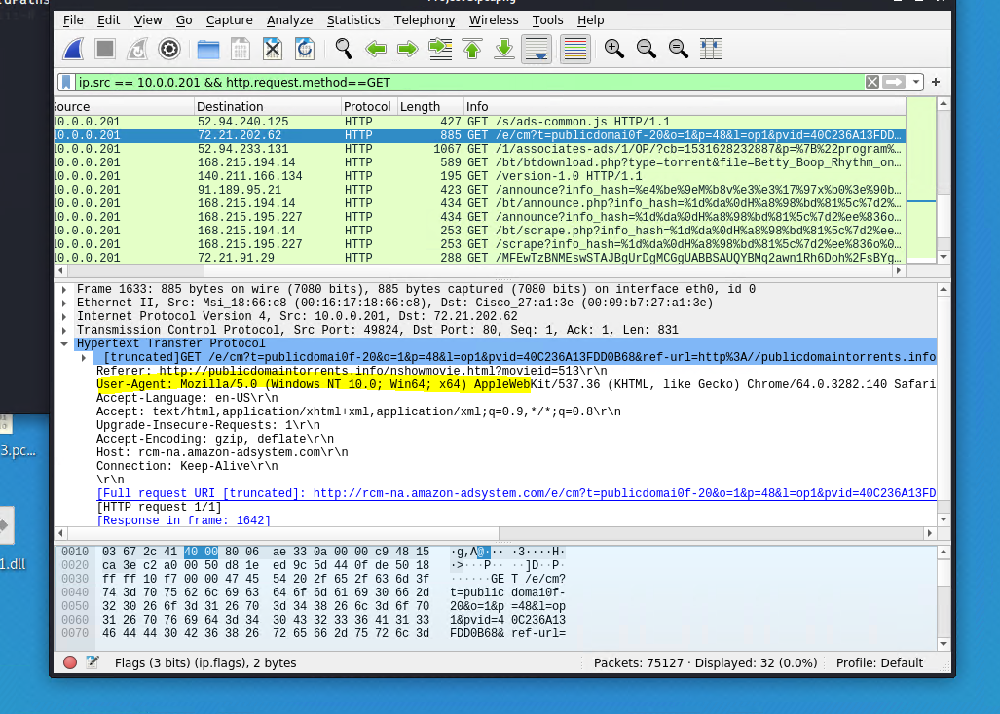 File Edit View Go Capture Analyze Statistics Telephony Wireless Tools Help
ip.src == 10.0.0.201 && http.request.method==GET
Source Destination Protocol Length Info
10.0.0.201 52.94.240.125 HTTP 427 GET /s/ads-common.js HTTP/1.1
10.0.0.201 72.21.202.62 HTTP 885 GET /e/cm?t=publicdomai0f-20&o=1&p=48&l=op1&pvid=40C236A13FDD…
10.0.0.201 52.94.233.131 HTTP 1067 GET /1/associates-ads/1/OP/?cb=1531628232887&p=%7B%22program%…
10.0.0.201 168.215.194.14 HTTP 589 GET /bt/btdownload.php?type=torrent&file=Betty_Boop_Rhythm_on…
10.0.0.201 140.211.166.134 HTTP 195 GET /version-1.0 HTTP/1.1
10.0.0.201 91.189.95.21 HTTP 423 GET /announce?info_hash=%e4%be%9eM%b8v%e3%e3%17%97x%b0%3e%90b…
10.0.0.201 168.215.194.14 HTTP 434 GET /bt/announce.php?info_hash=%1d%da%0dH%a8%98%bd%81%5c%7d2%…
10.0.0.201 168.215.195.227 HTTP 434 GET /announce?info_hash=%1d%da%0dH%a8%98%bd%81%5c%7d2%ee%836o…
10.0.0.201 168.215.194.14 HTTP 253 GET /bt/scrape.php?info_hash=%1d%da%0dH%a8%98%bd%81%5c%7d2%ee…
10.0.0.201 168.215.195.227 HTTP 253 GET /scrape?info_hash=%1d%da%0dH%a8%98%bd%81%5c%7d2%ee%836o%0…
10.0.0.201 72.21.91.29 HTTP 288 GET /MFEwTzBNMEswSTAJBgUrDgMCGgUABBSAUQYBMq2awn1Rh6Doh%2FsBYg…
Frame 1633: 885 bytes on wire (7080 bits), 885 bytes captured (7080 bits) on interface eth0, id 0
Ethernet II, Src: Msi_18:66:c8 (00:16:17:18:66:c8), Dst: Cisco_27:a1:3e (00:09:b7:27:a1:3e)
Internet Protocol Version 4, Src: 10.0.0.201, Dst: 72.21.202.62
Transmission Control Protocol, Src Port: 49824, Dst Port: 80, Seq: 1, Ack: 1, Len: 831
Hypertext Transfer Protocol
[truncated]GET /e/cm?t=publicdomai0f-20&o=1&p=48&l=op1&pvid=40C236A13FDD0B68&ref-url=http%3A//publicdomaintorrents.info
Referer: http://publicdomaintorrents.info/nshowmovie.html?movieid=513\r\n
User-Agent: Mozilla/5.0 (Windows NT 10.0; Win64; x64) AppleWebKit/537.36 (KHTML, like Gecko) Chrome/64.0.3282.140 Safari
Accept-Language: en-US\r\n
Accept: text/html,application/xhtml+xml,application/xml;q=0.9,*/*;q=0.8\r\n
Upgrade-Insecure-Requests: 1\r\n
Accept-Encoding: gzip, deflate\r\n
Host: rcm-na.amazon-adsystem.com\r\n
Connection: Keep-Alive\r\n
\r\n
[Full request URI [truncated]: http://rcm-na.amazon-adsystem.com/e/cm?t=publicdomai0f-20&o=1&p=48&l=op1&pvid=40C236A13FD
[HTTP request 1/1]
[Response in frame: 1642]
3.pc...
1.dll
0010 03 67 2c 41 40 00 80 06 ae 33 0a 00 00 c9 48 15 ·g,A@··· ·3····H·
0020 ca 3e c2 a0 00 50 d8 1e ed 9c 5d 44 0f de 50 18 ·>···P·· ··]D··P·
0030 ff ff 10 f7 00 00 47 45 54 20 2f 65 2f 63 6d 3f ······GE T /e/cm?
0040 74 3d 70 75 62 6c 69 63 64 6f 6d 61 69 30 66 2d t=public domai0f-
0050 32 30 26 6f 3d 31 26 70 3d 34 38 26 6c 3d 6f 70 20&o=1&p =48&l=op
0060 31 26 70 76 69 64 3d 34 30 43 32 33 36 41 31 33 1&pvid=4 0C236A13
0070 46 44 44 30 42 36 38 26 72 65 66 2d 75 72 6c 3d FDD0B68& ref-url=
Flags (3 bits) (ip.flags), 2 bytes Packets: 75127 · Displayed: 32 (0.0%) Profile: Default